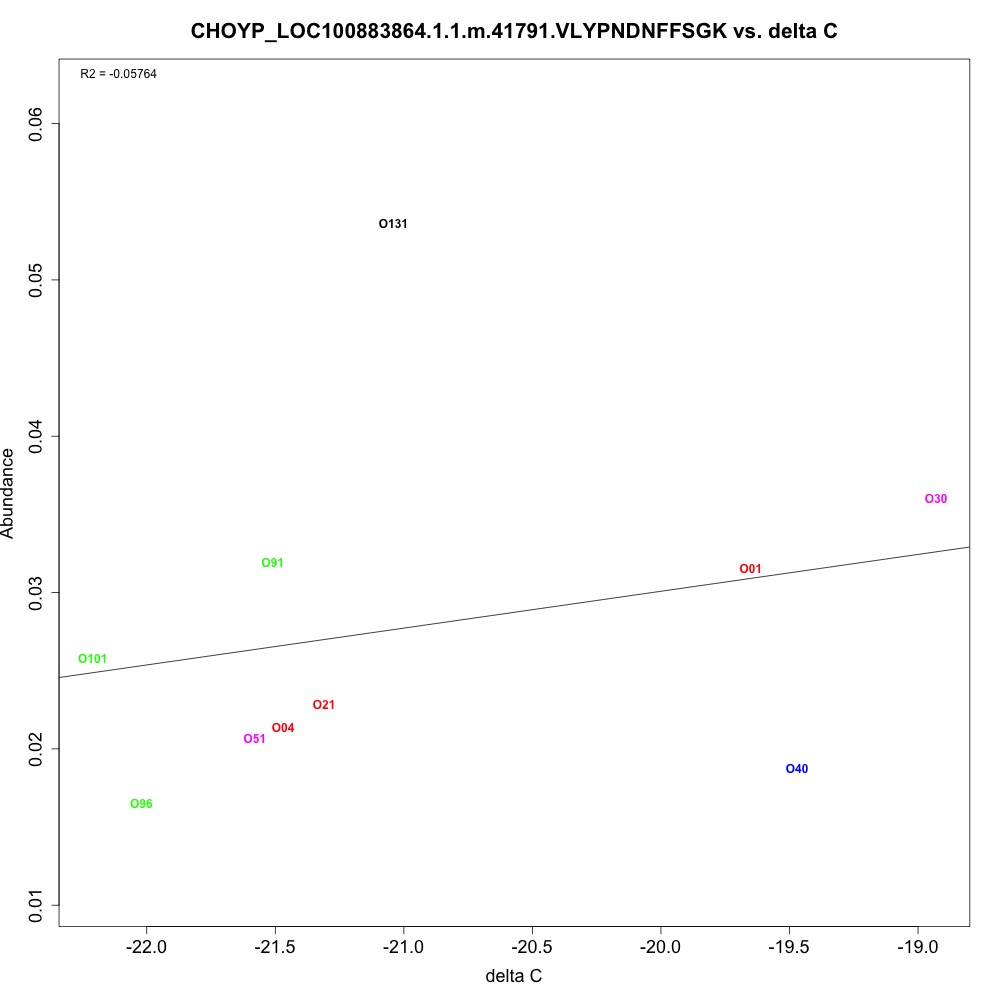 CHOYP_LOC100883864.1.1.m.41791.VLYPNDNFFSGK vs. delta C
R2 = -0.05764
0.06
O131
0.05
0.04
Abundance
O30
O91
O01
0.03
O101
O21
O04
O51
0.02
O40
O96
0.01
-22.0 -21.5 -21.0 -20.5 -20.0 -19.5 -19.0
delta C